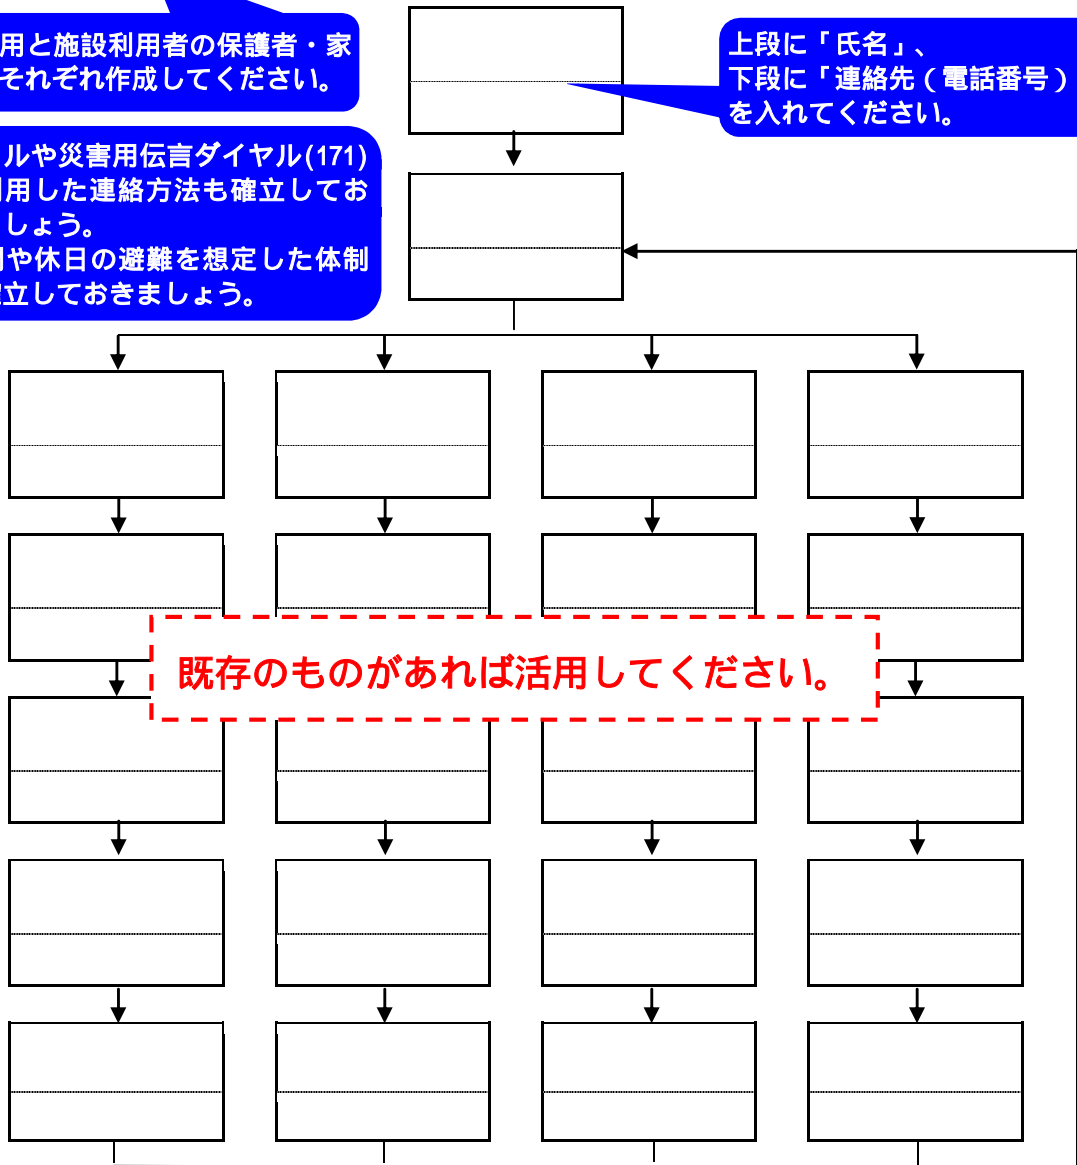 用と施設利用者の保護者・家
それぞれ作成してください。
上段に「氏名」、
下段に「連絡先(電話番号)
を入れてください。
ルや災害用伝言ダイヤル(171)
用した連絡方法も確立してお
しょう。
や休日の避難を想定した体制
立しておきましょう。
既存のものがあれば活用してください。